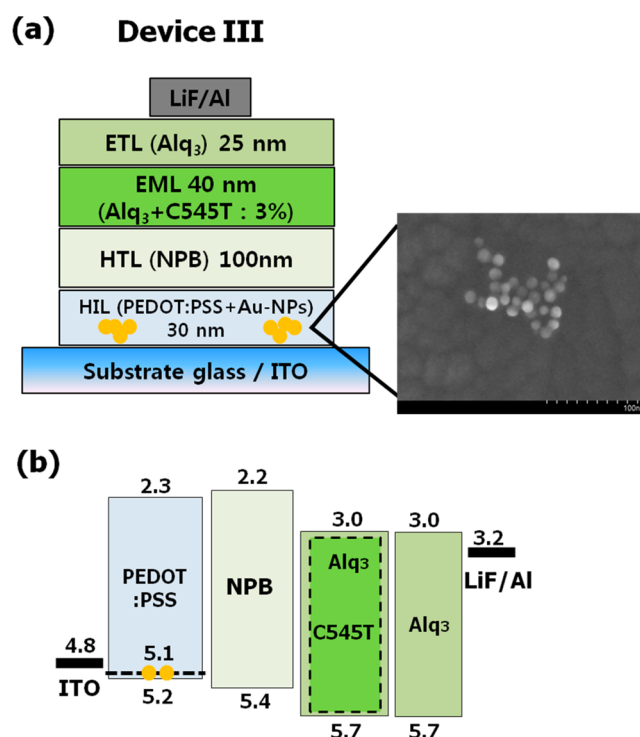 (a) Device III
LiF/Al
ETL (Alq₃) 25 nm
EML 40 nm
(Alq₃+C545T : 3%)
HTL (NPB) 100nm
HIL (PEDOT:PSS+Au-NPs)
30 nm
Substrate glass / ITO
100n
(b)
2.3
2.2
3.0
3.0
3.2
LiF/Al
PEDOT
:PSS
NPB
Alq₃
C545T
Alq₃
4.8
ITO
5.1
5.2
5.4
5.7
5.7